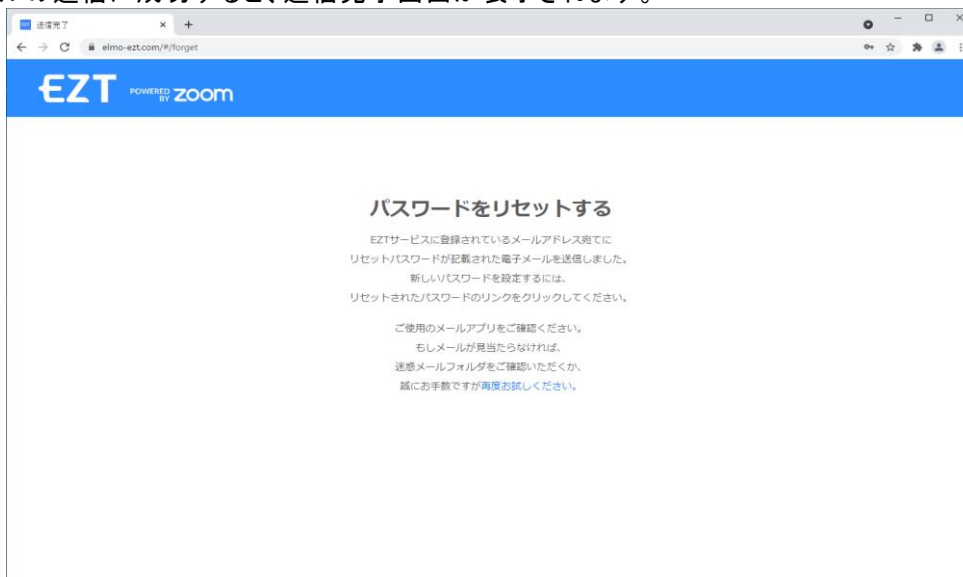 の送信に成功すると、送信完了画面が表示されます。
送信完了
elmo-ezt.com/#/forget
EZT POWERED BY zoom
パスワードをリセットする
EZTサービスに登録されているメールアドレス宛てに
リセットパスワードが記載された電子メールを送信しました。
新しいパスワードを設定するには、
リセットされたパスワードのリンクをクリックしてください。
ご使用のメールアプリをご確認ください。
もしメールが見当たらなければ、
迷惑メールフォルダをご確認いただくか、
誠にお手数ですが再度お試しください。